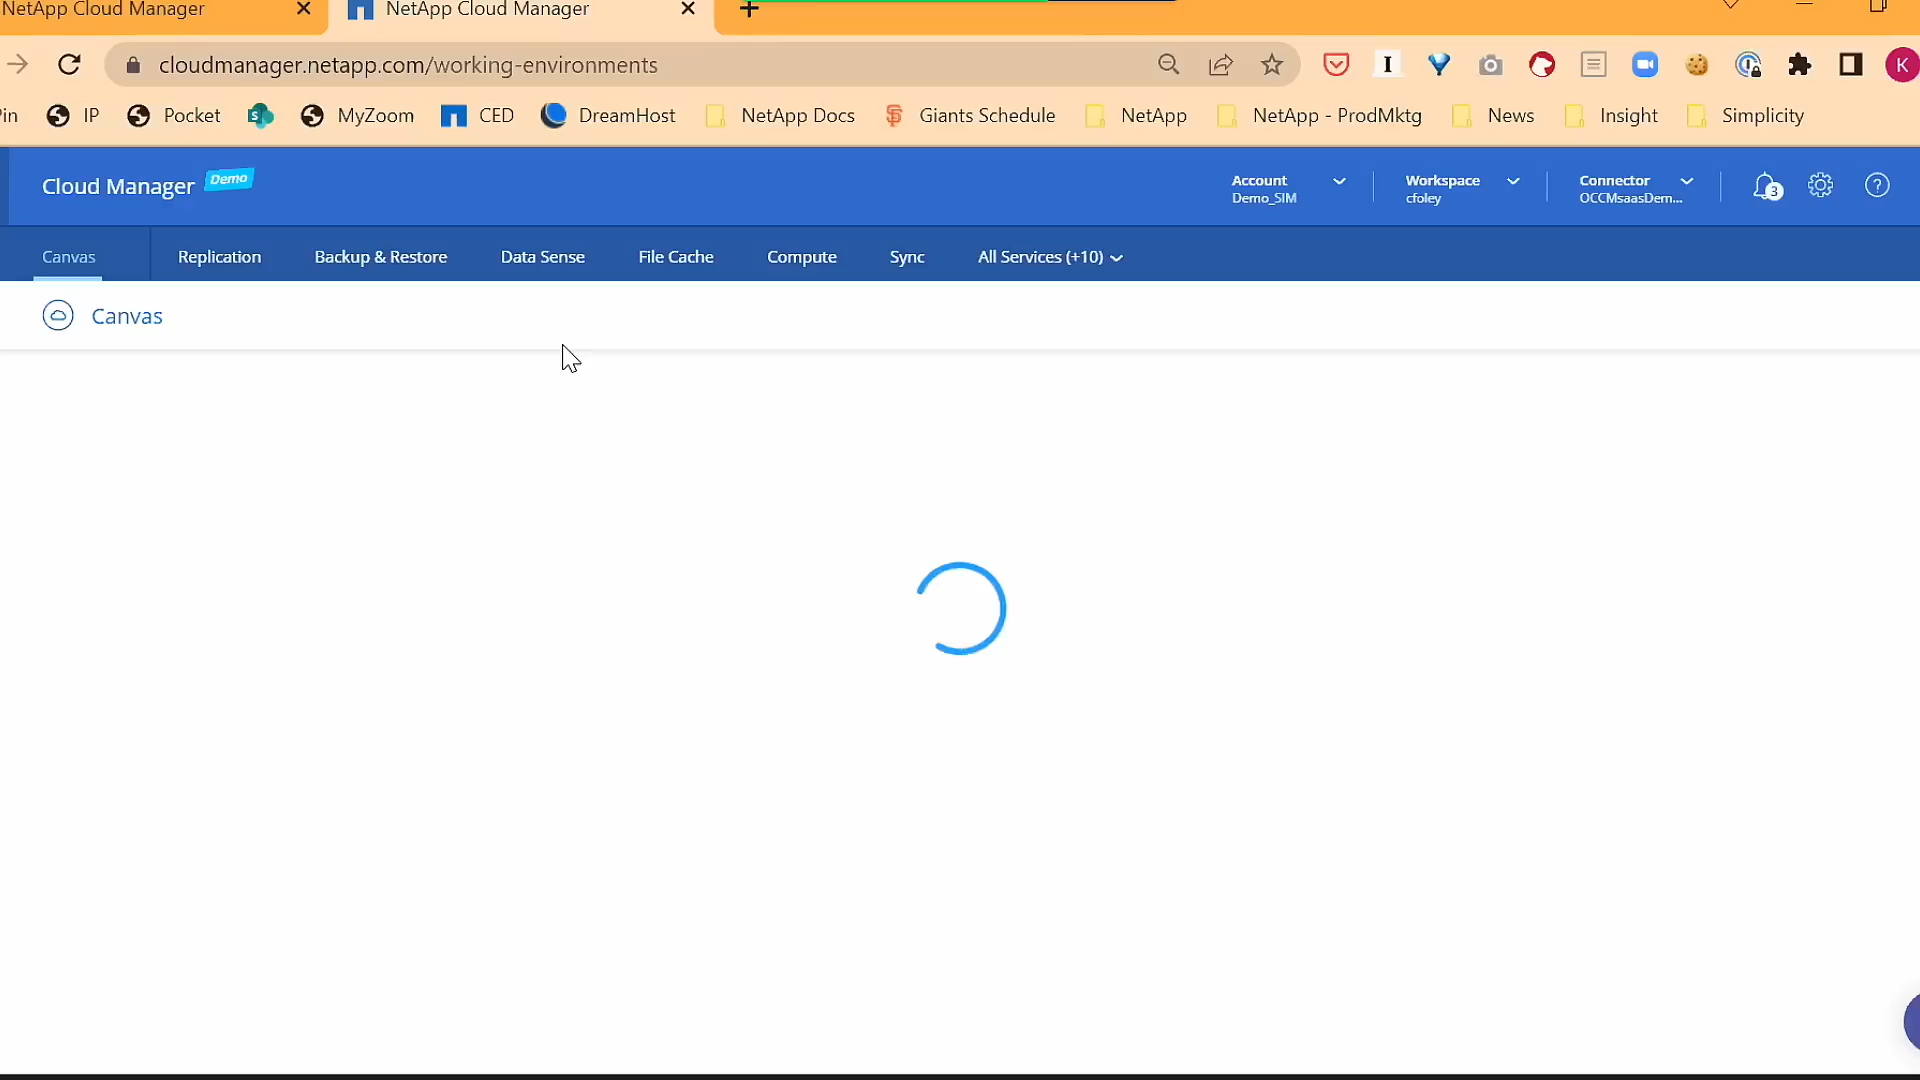 NetApp Cloud Manager
NetApp Cloud Manager
cloudmanager.netapp.com/working-environments
K
in
IP
Pocket
S
MyZoom
CED
DreamHost
NetApp Docs
SF
Giants Schedule
NetApp
NetApp - ProdMktg
News
Insight
Simplicity
Cloud Manager
Demo
Account
Demo_SIM
Workspace
cfoley
Connector
OCCMsaasDem...
3
?
Canvas
Replication
Backup & Restore
Data Sense
File Cache
Compute
Sync
All Services (+10)
Canvas